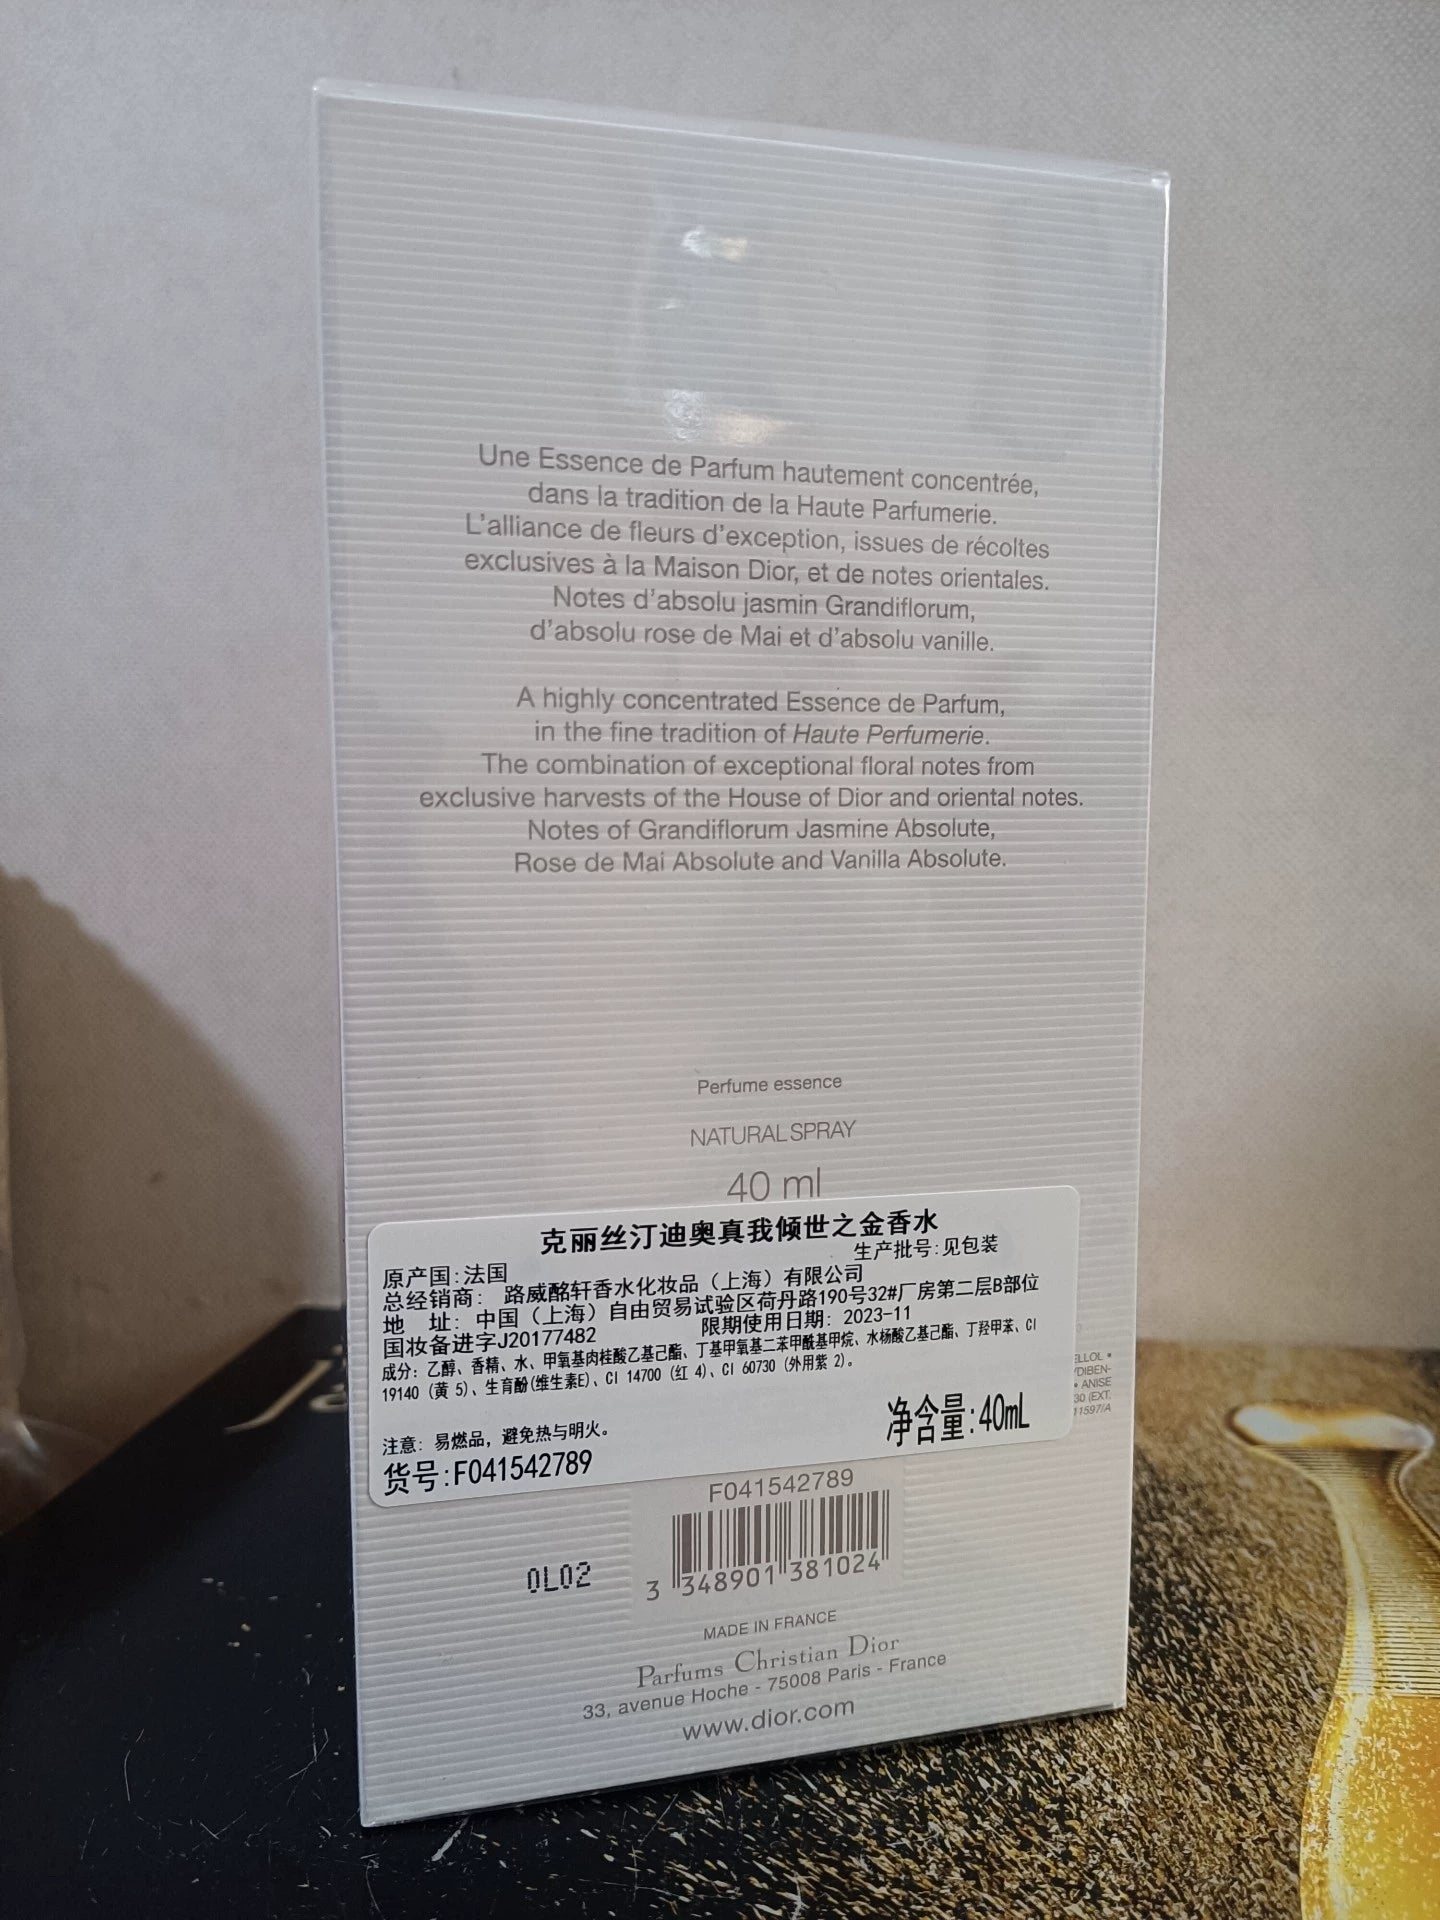 Une Essence de Parfum hautement concentrée,
dans la tradition de la Haute Parfumerie.
L'alliance de fleurs d'exception, issues de récoltes
exclusives à la Maison Dior, et de notes orientales.
Notes d'absolu jasmin Grandiflorum,
d'absolu rose de Mai et d'absolu vanille.
A highly concentrated Essence de Parfum,
in the fine tradition of Haute Perfumerie.
The combination of exceptional floral notes from
exclusive harvests of the House of Dior and oriental notes.
Notes of Grandiflorum Jasmine Absolute,
Rose de Mai Absolute and Vanilla Absolute.
Perfume essence
NATURAL SPRAY
40 ml
克丽丝汀迪奥真我倾世之金香水
生产批号:见包装
原产国:法国
总经销商: 路威酩轩香水化妆品(上海)有限公司
地 址: 中国(上海)自由贸易试验区荷丹路190号32#厂房第二层B部位
国妆备进字J20177482 限期使用日期: 2023-11
成分: 乙醇、香精、水、甲氧基肉桂酸乙基己酯、丁基甲氧基二苯甲酰基甲烷、水杨酸乙基己酯、丁羟甲苯、CI
19140 (黄 5)、生育酚(维生素E)、CI 14700 (红 4)、CI 60730 (外用紫 2)。
注意: 易燃品, 避免热与明火。
净含量:40mL
货号:F041542789
ELLOL •
YDIBEN-
• ANISE
30 (EXT.
11597/A
F041542789
0L02
3 348901 381024
MADE IN FRANCE
Parfums Christian Dior
33, avenue Hoche - 75008 Paris - France
www.dior.com